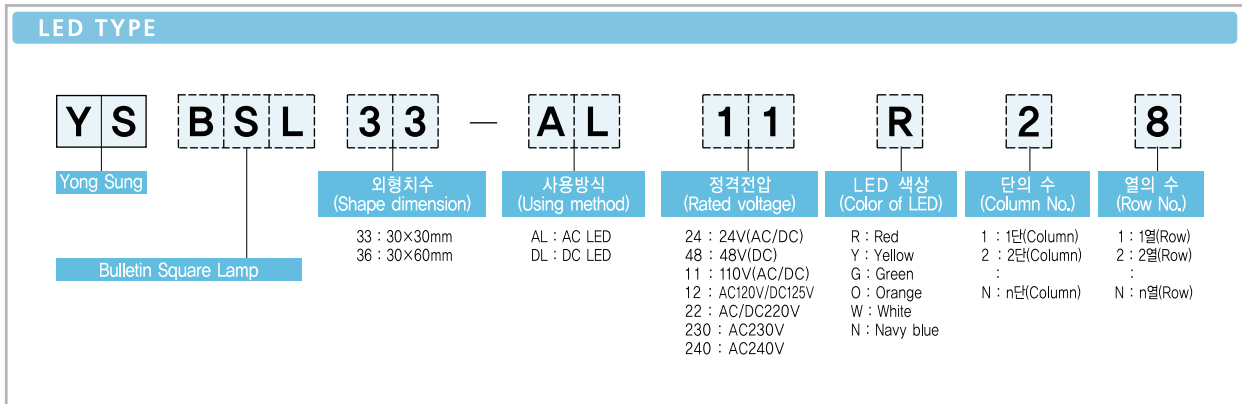 LED TYPE
YS BSL 33 — AL 11 R 2 8
Yong Sung
Bulletin Square Lamp
외형치수
(Shape dimension)
33 : 30×30mm
36 : 30×60mm
사용방식
(Using method)
AL : AC LED
DL : DC LED
정격전압
(Rated voltage)
24 : 24V(AC/DC)
48 : 48V(DC)
11 : 110V(AC/DC)
12 : AC120V/DC125V
22 : AC/DC220V
230 : AC230V
240 : AC240V
LED 색상
(Color of LED)
R : Red
Y : Yellow
G : Green
O : Orange
W : White
N : Navy blue
단의 수
(Column No.)
1 : 1단(Column)
2 : 2단(Column)
:
N : n단(Column)
열의 수
(Row No.)
1 : 1열(Row)
2 : 2열(Row)
:
N : n열(Row)